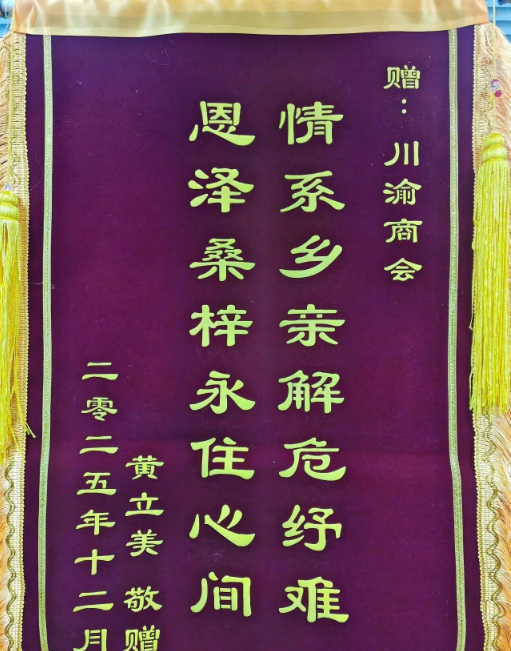 赠：川渝商会
情系乡亲解危纾难
恩泽桑梓永住心间
黄立美 敬赠
二零二五年十二月